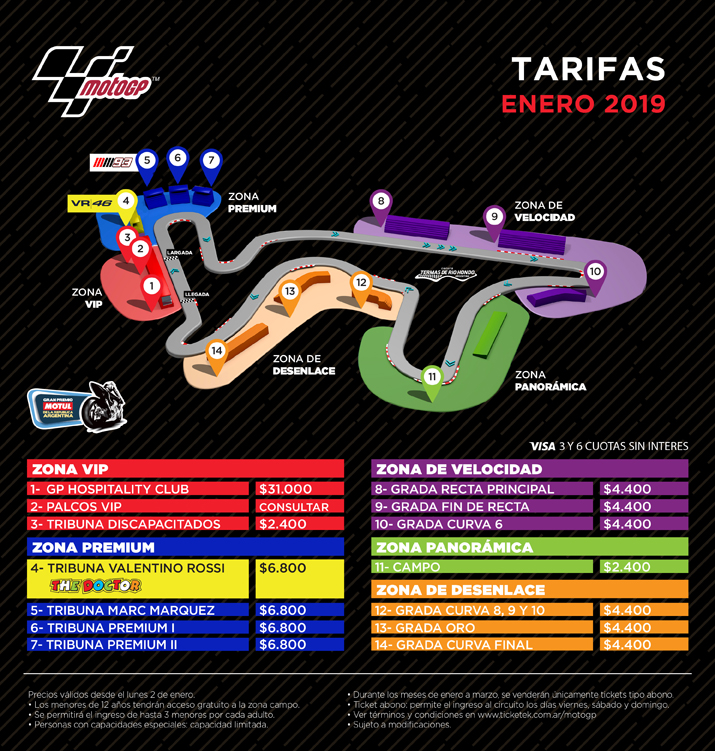 motoGP™
TARIFAS
ENERO 2019
93
5
6
7
VR|46
4
ZONA
PREMIUM
8
9
ZONA DE
VELOCIDAD
3
2
LARGADA
1
LLEGADA
ZONA
VIP
TERMAS DE RIO HONDO
10
13
12
14
ZONA DE
DESENLACE
11
ZONA
PANORÁMICA
GRAN PREMIO
MOTUL
DE LA REPUBLICA
ARGENTINA
VISA 3 Y 6 CUOTAS SIN INTERES
ZONA VIP
1- GP HOSPITALITY CLUB $31.000
2- PALCOS VIP CONSULTAR
3- TRIBUNA DISCAPACITADOS $2.400
ZONA PREMIUM
4- TRIBUNA VALENTINO ROSSI $6.800
THE DOCTOR
5- TRIBUNA MARC MARQUEZ $6.800
6- TRIBUNA PREMIUM I $6.800
7- TRIBUNA PREMIUM II $6.800
ZONA DE VELOCIDAD
8- GRADA RECTA PRINCIPAL $4.400
9- GRADA FIN DE RECTA $4.400
10- GRADA CURVA 6 $4.400
ZONA PANORÁMICA
11- CAMPO $2.400
ZONA DE DESENLACE
12- GRADA CURVA 8, 9 Y 10 $4.400
13- GRADA ORO $4.400
14- GRADA CURVA FINAL $4.400
Precios válidos desde el lunes 2 de enero.
• Los menores de 12 años tendrán acceso gratuito a la zona campo.
• Se permitirá el ingreso de hasta 3 menores por cada adulto.
• Personas con capacidades especiales: capacidad limitada.
• Durante los meses de enero a marzo, se venderán únicamente tickets tipo abono.
• Ticket abono: permite el ingreso al circuito los días viernes, sábado y domingo.
• Ver términos y condiciones en www.ticketek.com.ar/motogp
• Sujeto a modificaciones.